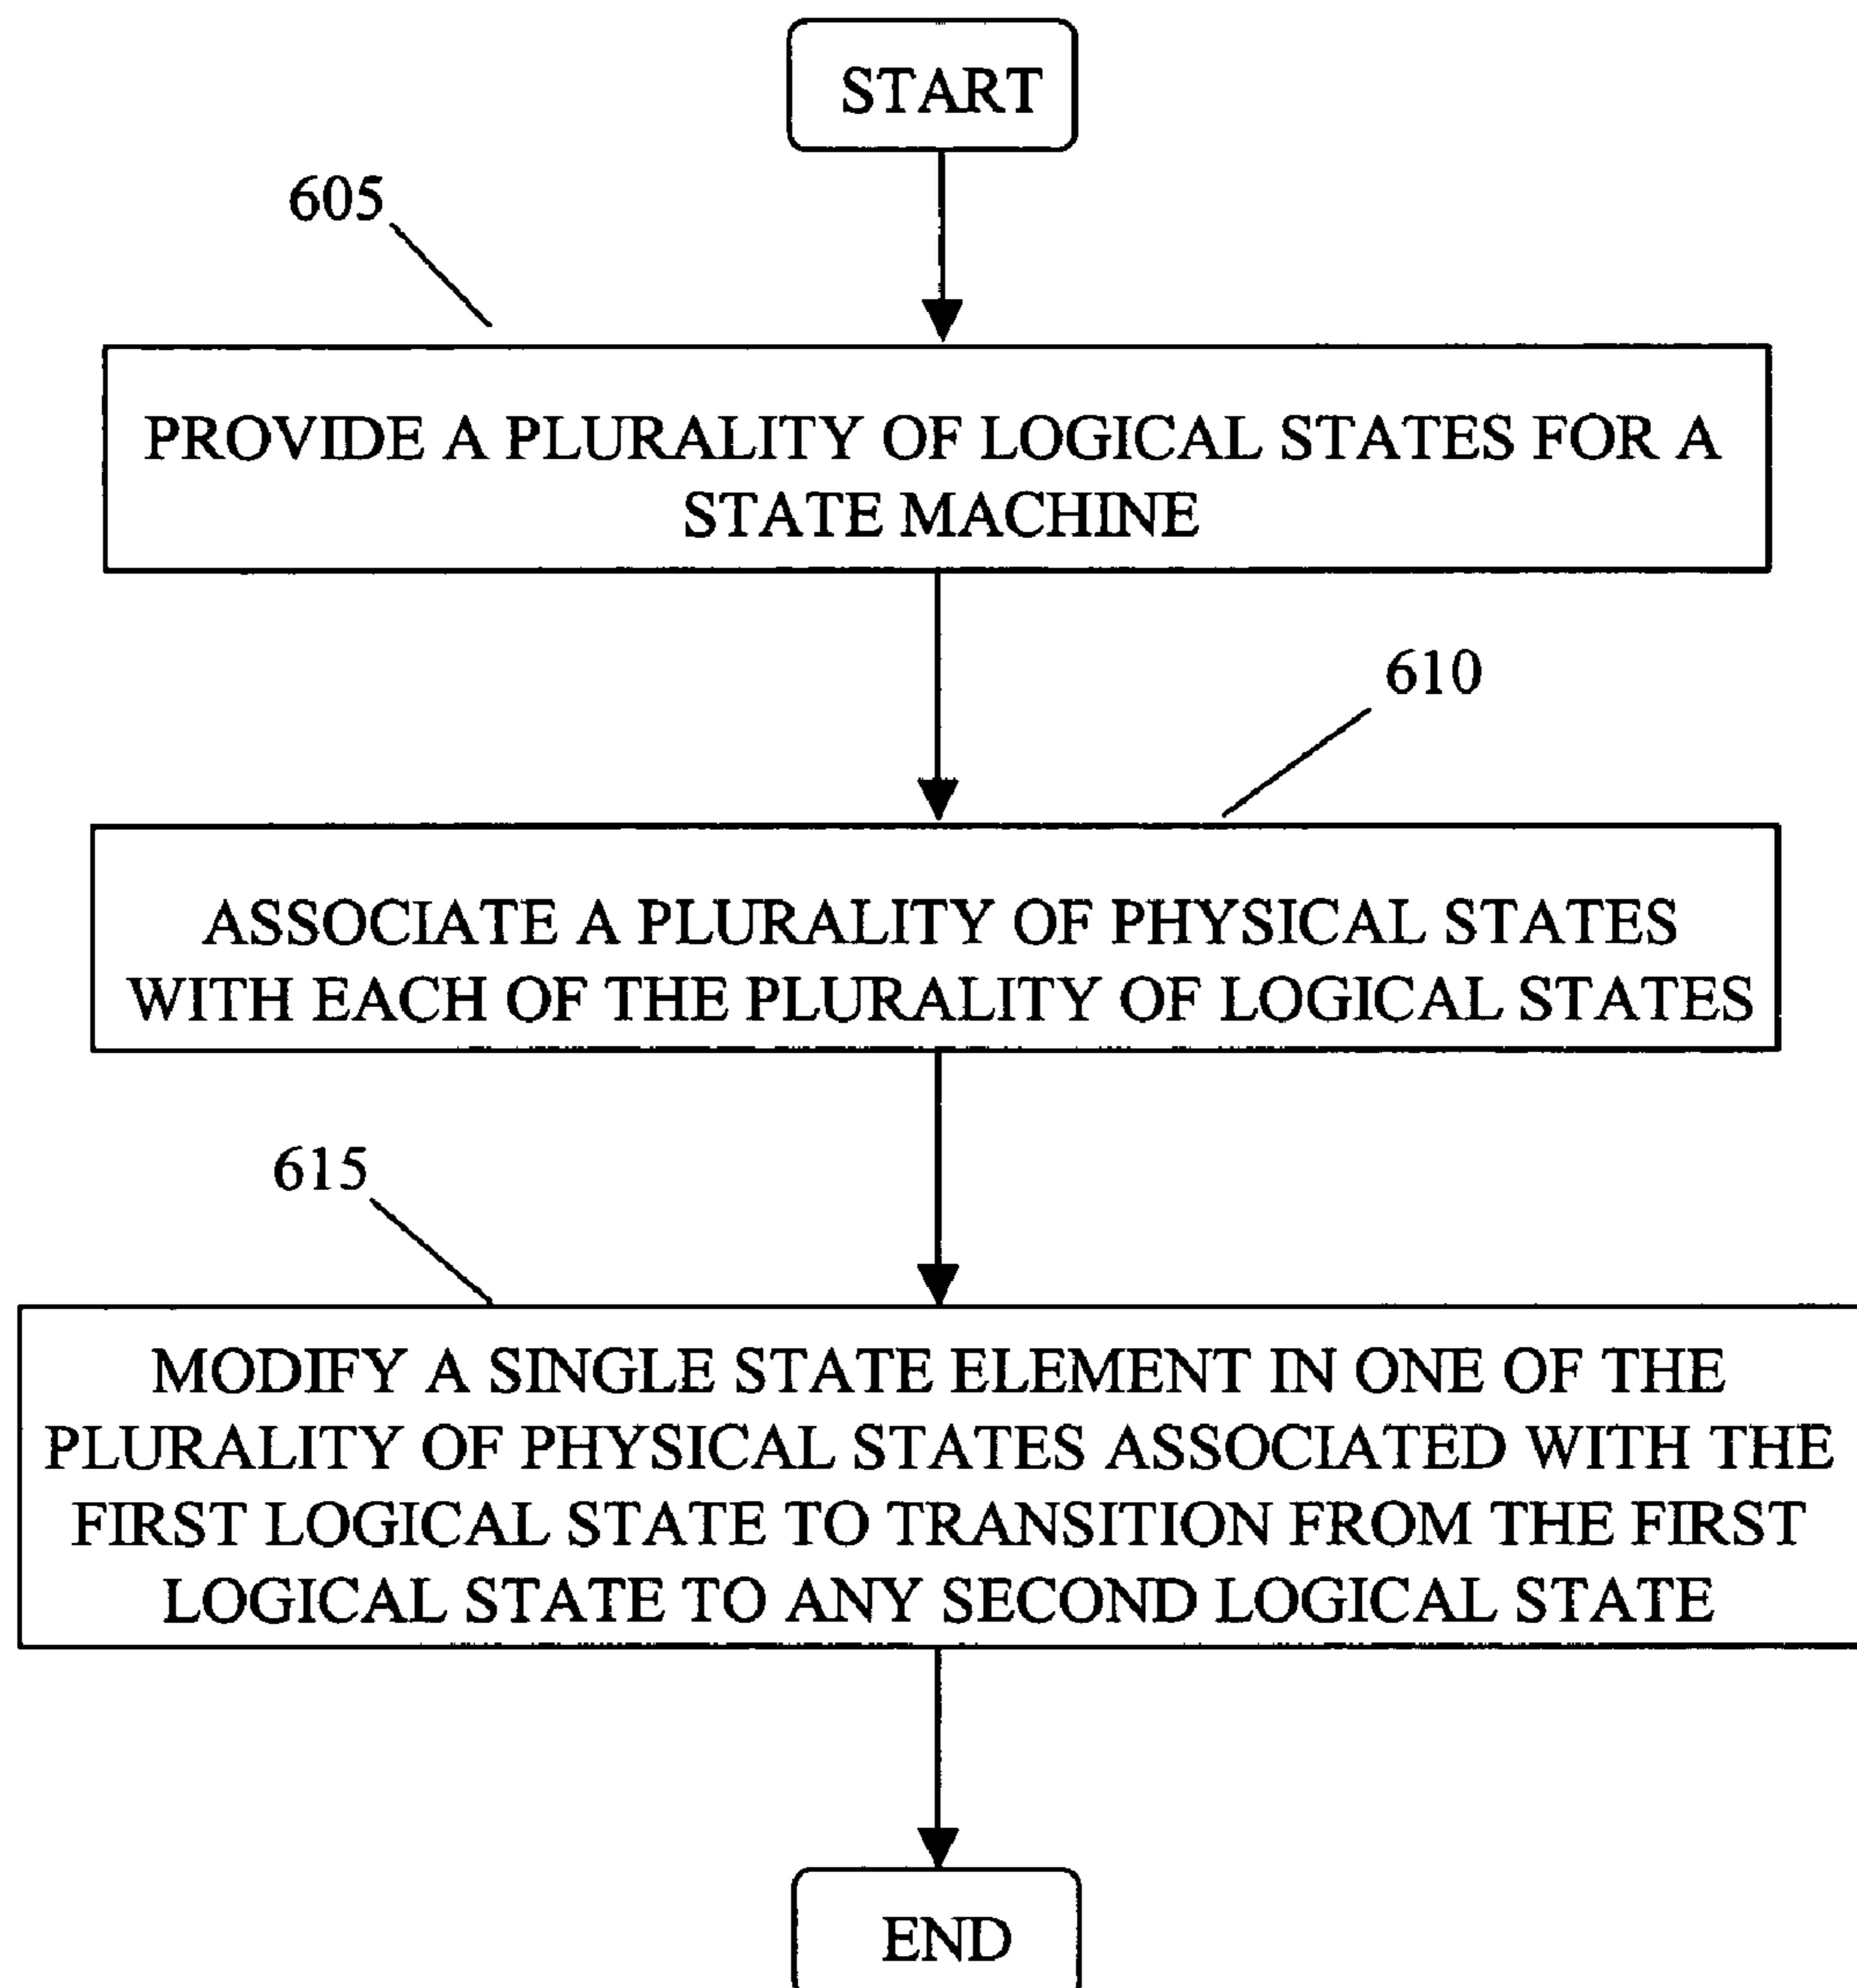 START
605
PROVIDE A PLURALITY OF LOGICAL STATES FOR A
STATE MACHINE
610
ASSOCIATE A PLURALITY OF PHYSICAL STATES
WITH EACH OF THE PLURALITY OF LOGICAL STATES
615
MODIFY A SINGLE STATE ELEMENT IN ONE OF THE
PLURALITY OF PHYSICAL STATES ASSOCIATED WITH THE
FIRST LOGICAL STATE TO TRANSITION FROM THE FIRST
LOGICAL STATE TO ANY SECOND LOGICAL STATE
END